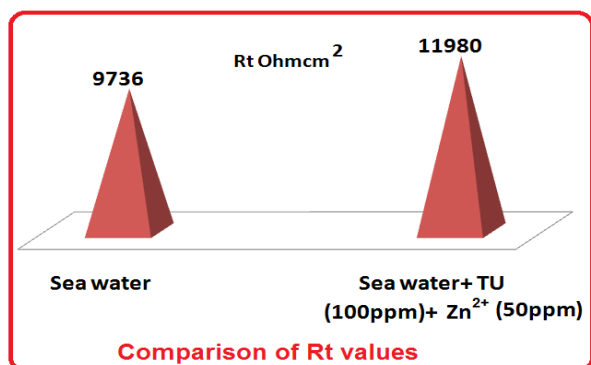 Rt Ohmcm²
9736
11980
Sea water
Sea water+ TU
(100ppm)+ Zn²⁺ (50ppm)
Comparison of Rt values